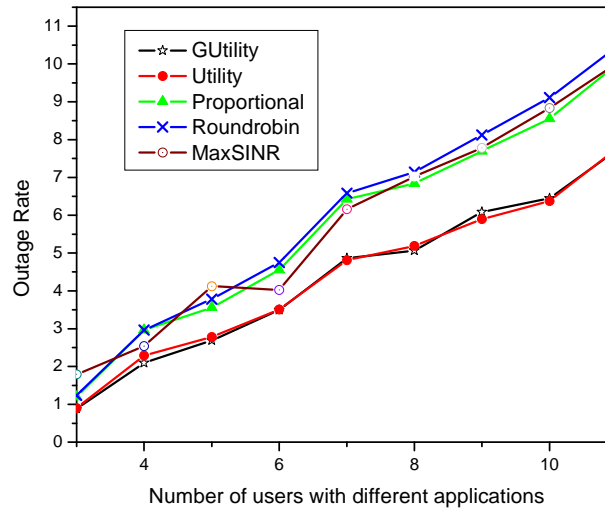 11
10
9
8
7
6
5
4
3
2
1
0
Outage Rate
GUtility
Utility
Proportional
Roundrobin
MaxSINR
4 6 8 10
Number of users with different applications